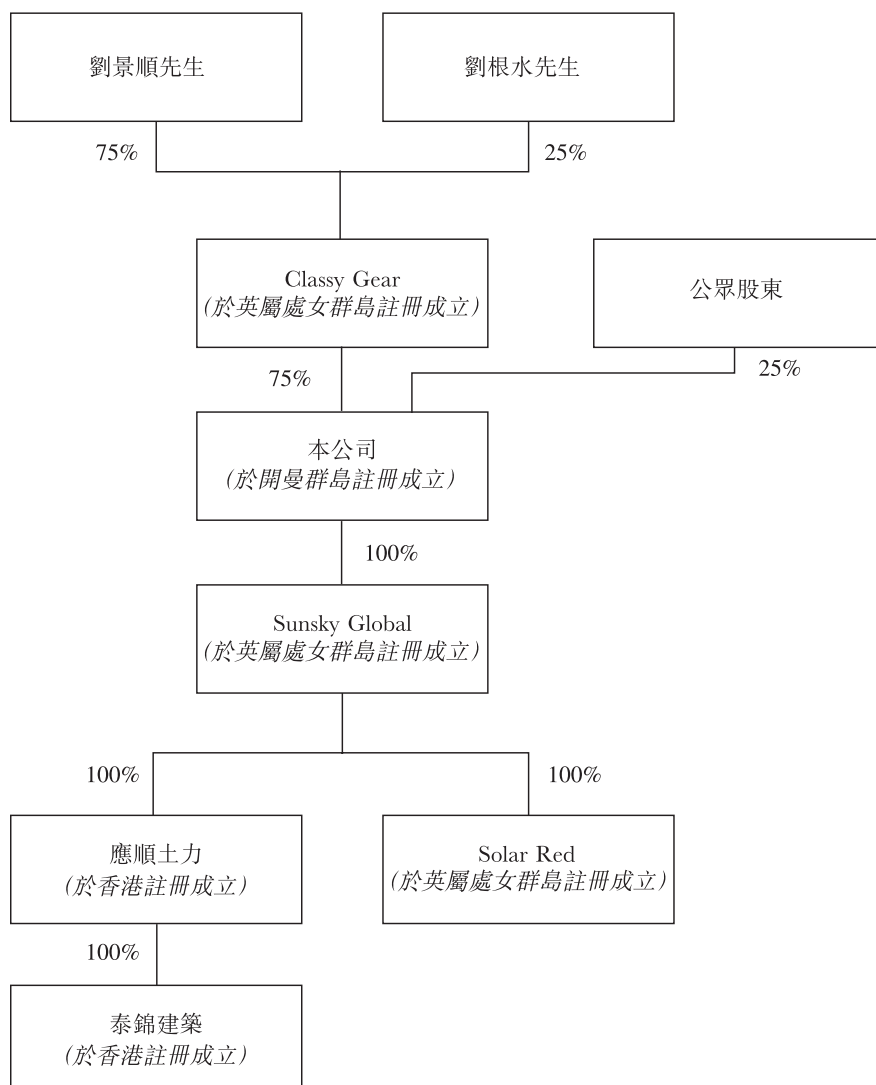 劉景順先生
劉根水先生
75%
25%
Classy Gear
(於英屬處女群島註冊成立)
公眾股東
75%
25%
本公司
(於開曼群島註冊成立)
100%
Sunsky Global
(於英屬處女群島註冊成立)
100%
100%
應順土力
(於香港註冊成立)
Solar Red
(於英屬處女群島註冊成立)
100%
泰錦建築
(於香港註冊成立)